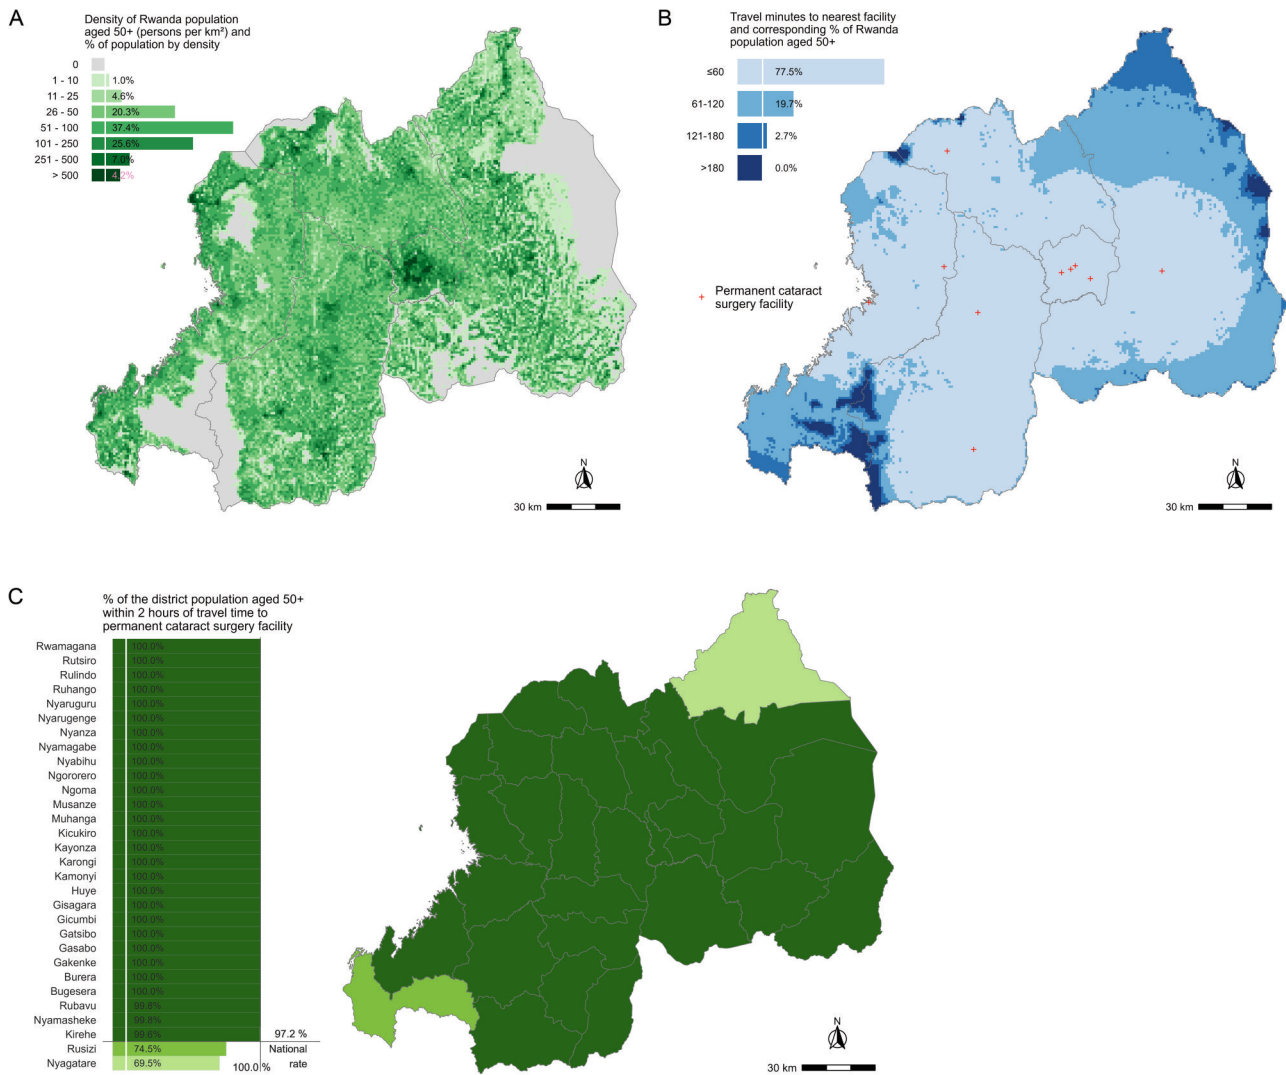 A
Density of Rwanda population
aged 50+ (persons per km²) and
% of population by density
0
1 - 10 1.0%
11 - 25 4.6%
26 - 50 20.3%
51 - 100 37.4%
101 - 250 25.6%
251 - 500 7.0%
> 500 4.2%
N
30 km
B
Travel minutes to nearest facility
and corresponding % of Rwanda
population aged 50+
≤60 77.5%
61-120 19.7%
121-180 2.7%
>180 0.0%
Permanent cataract
surgery facility
N
30 km
C
% of the district population aged 50+
within 2 hours of travel time to
permanent cataract surgery facility
Rwamagana 100.0%
Rutsiro 100.0%
Rulindo 100.0%
Ruhango 100.0%
Nyaruguru 100.0%
Nyarugenge 100.0%
Nyanza 100.0%
Nyamagabe 100.0%
Nyabihu 100.0%
Ngororero 100.0%
Ngoma 100.0%
Musanze 100.0%
Muhanga 100.0%
Kicukiro 100.0%
Kayonza 100.0%
Karongi 100.0%
Kamonyi 100.0%
Huye 100.0%
Gisagara 100.0%
Gicumbi 100.0%
Gatsibo 100.0%
Gasabo 100.0%
Gakenke 100.0%
Burera 100.0%
Bugesera 100.0%
Rubavu 99.8%
Nyamasheke 99.8%
Kirehe 99.6% 97.2 %
Rusizi 74.5% National
Nyagatare 69.5% 100.0 % rate
N
30 km